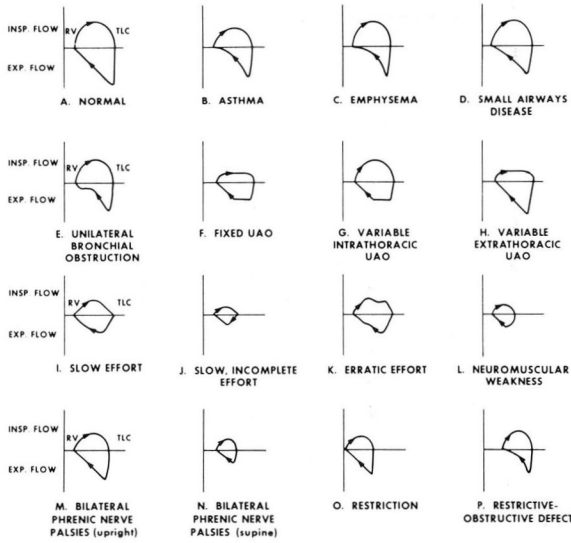 INSP. FLOW RV TLC
EXP. FLOW
A. NORMAL
B. ASTHMA
C. EMPHYSEMA
D. SMALL AIRWAYS
DISEASE
INSP. FLOW RV TLC
EXP. FLOW
E. UNILATERAL
BRONCHIAL
OBSTRUCTION
F. FIXED UAO
G. VARIABLE
INTRATHORACIC
UAO
H. VARIABLE
EXTRATHORACIC
UAO
INSP. FLOW RV TLC
EXP. FLOW
I. SLOW EFFORT
J. SLOW, INCOMPLETE
EFFORT
K. ERRATIC EFFORT
L. NEUROMUSCULAR
WEAKNESS
INSP. FLOW RV TLC
EXP. FLOW
M. BILATERAL
PHRENIC NERVE
PALSIES (upright)
N. BILATERAL
PHRENIC NERVE
PALSIES (supine)
O. RESTRICTION
P. RESTRICTIVE-
OBSTRUCTIVE DEFECT